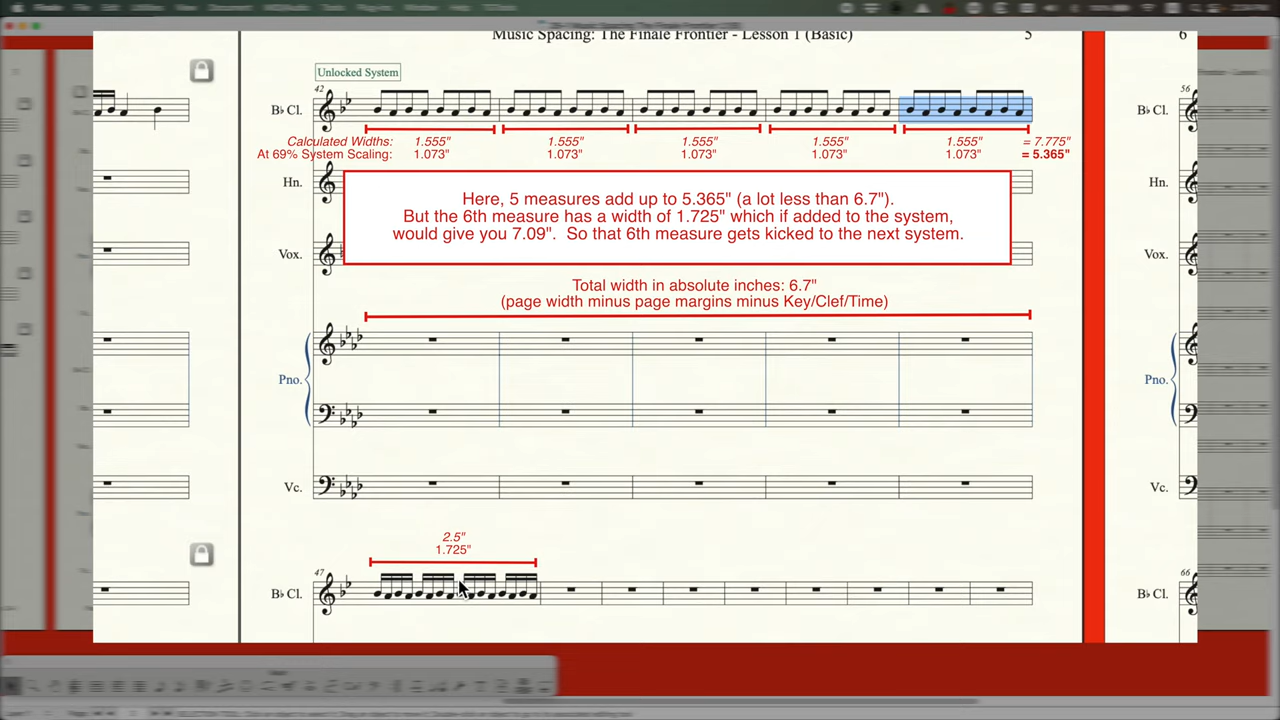 Music Spacing: The Finale Frontier - Lesson 1 (Basic)
5
6
Unlocked System
42
56
B♭ Cl.
B♭ Cl.
Calculated Widths: 1.555" 1.555" 1.555" 1.555" 1.555" = 7.775"
At 69% System Scaling: 1.073" 1.073" 1.073" 1.073" 1.073" = 5.365"
Hn.
Hn.
Here, 5 measures add up to 5.365" (a lot less than 6.7").
But the 6th measure has a width of 1.725" which if added to the system,
would give you 7.09". So that 6th measure gets kicked to the next system.
Vox.
Vox.
Total width in absolute inches: 6.7"
(page width minus page margins minus Key/Clef/Time)
Pno.
Pno.
Vc.
Vc.
2.5"
1.725"
47
66
B♭ Cl.
B♭ Cl.